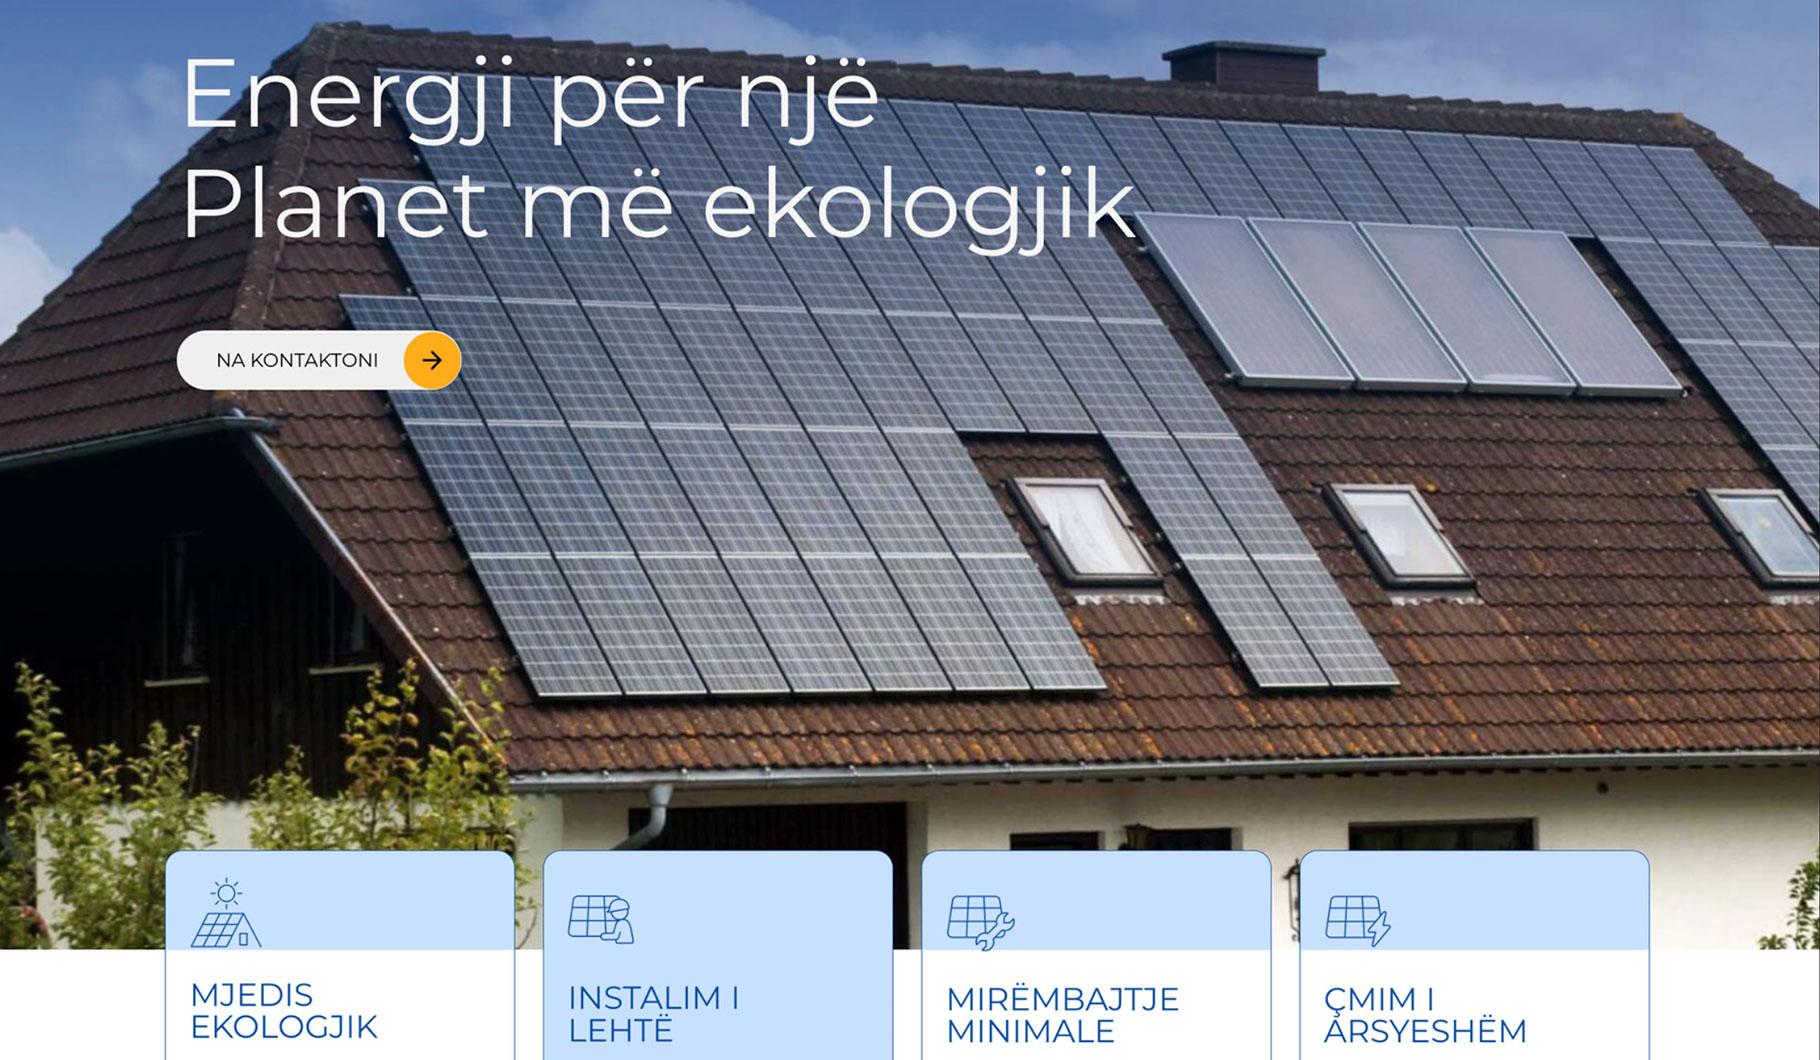 Energji për një
Planet më ekologjik
NA KONTAKTONI
MJEDIS
EKOLOGJIK
INSTALIM I
LEHTË
MIRËMBAJTJE
MINIMALE
ÇMIM I
ARSYESHËM